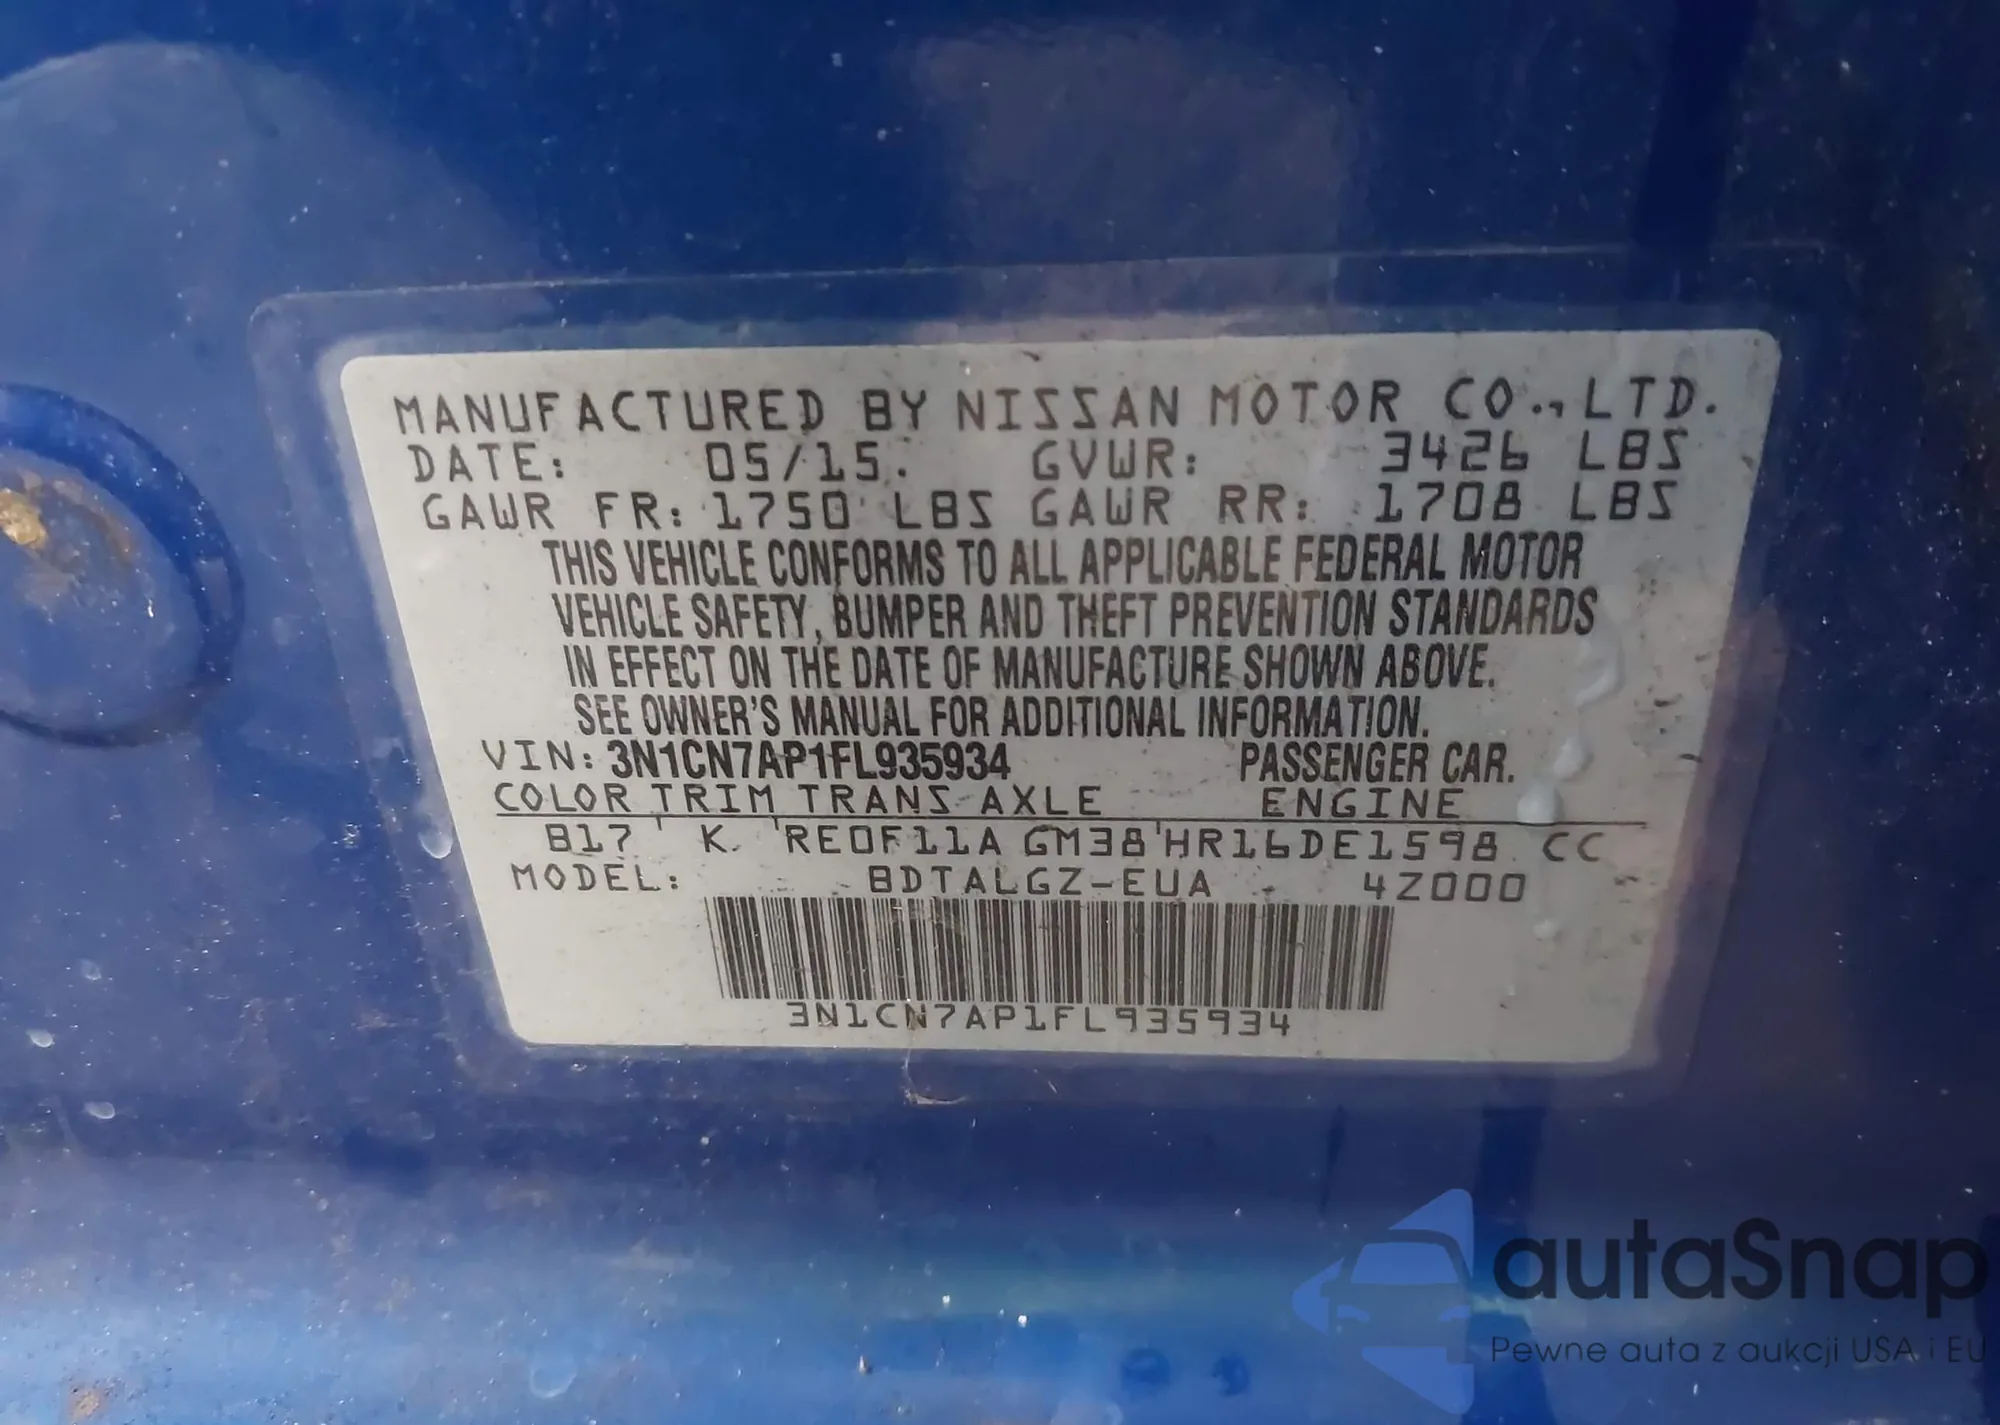 MANUFACTURED BY NISSAN MOTOR CO., LTD.
DATE: 05/15. GVWR: 3426 LBS
GAWR FR: 1750 LBS GAWR RR: 1708 LBS
THIS VEHICLE CONFORMS TO ALL APPLICABLE FEDERAL MOTOR
VEHICLE SAFETY, BUMPER AND THEFT PREVENTION STANDARDS
IN EFFECT ON THE DATE OF MANUFACTURE SHOWN ABOVE.
SEE OWNER'S MANUAL FOR ADDITIONAL INFORMATION.
VIN: 3N1CN7AP1FL935934 PASSENGER CAR.
COLOR TRIM TRANS AXLE ENGINE
B17 K RE0F11A GM38 HR16DE1598 CC
MODEL: BDTALGZ-EUA 4Z000
3N1CN7AP1FL935934
autaSnap
Pewne auta z aukcji USA i EU